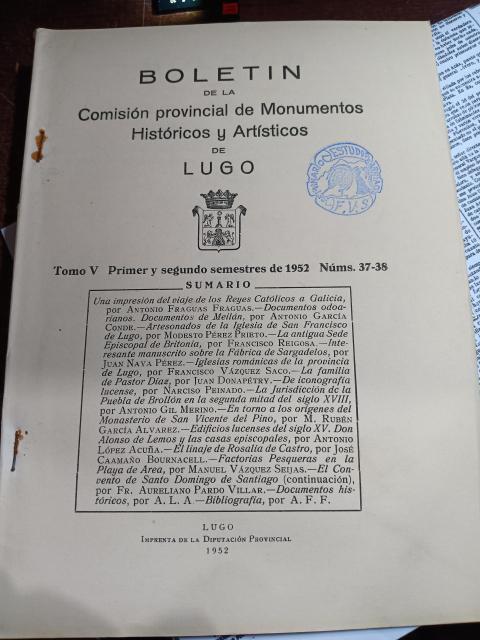 BOLETIN
DE LA
Comisión provincial de Monumentos
Históricos y Artísticos
DE
LUGO
F.V.S.
Tomo V Primer y segundo semestres de 1952 Núms. 37-38
SUMARIO
Una impresión del viaje de los Reyes Católicos a Galicia,
por ANTONIO FRAGUAS FRAGUAS.—Documentos odoa-
rianos. Documentos de Meilán, por ANTONIO GARCÍA
CONDE.—Artesonados de la Iglesia de San Francisco
de Lugo, por MODESTO PÉREZ PRIETO.—La antigua Sede
Episcopal de Britonia, por FRANCISCO REIGOSA.—Inte-
resante manuscrito sobre la Fábrica de Sargadelos, por
JUAN NAYA PÉREZ.—Iglesias románicas de la provincia
de Lugo, por FRANCISCO VÁZQUEZ SACO.—La familia
de Pastor Díaz, por JUAN DONAPÉTRY.—De iconografía
lucense, por NARCISO PEINADO.—La Jurisdicción de la
Puebla de Brollón en la segunda mitad del siglo XVIII,
por ANTONIO GIL MERINO.—En torno a los orígenes del
Monasterio de San Vicente del Pino, por M. RUBÉN
GARCÍA ALVAREZ.—Edificios lucenses del siglo XV. Don
Alonso de Lemos y las casas episcopales, por ANTONIO
LÓPEZ ACUÑA.—El linaje de Rosalía de Castro, por JOSÉ
CAAMAÑO BOURNACELL.—Factorías Pesqueras en la
Playa de Area, por MANUEL VÁZQUEZ SEIJAS.—El Con-
vento de Santo Domingo de Santiago (continuación),
por FR. AURELIANO PARDO VILLAR.—Documentos his-
tóricos, por A. L. A.—Bibliografía, por A. F. F.
LUGO
IMPRENTA DE LA DIPUTACIÓN PROVINCIAL
1952